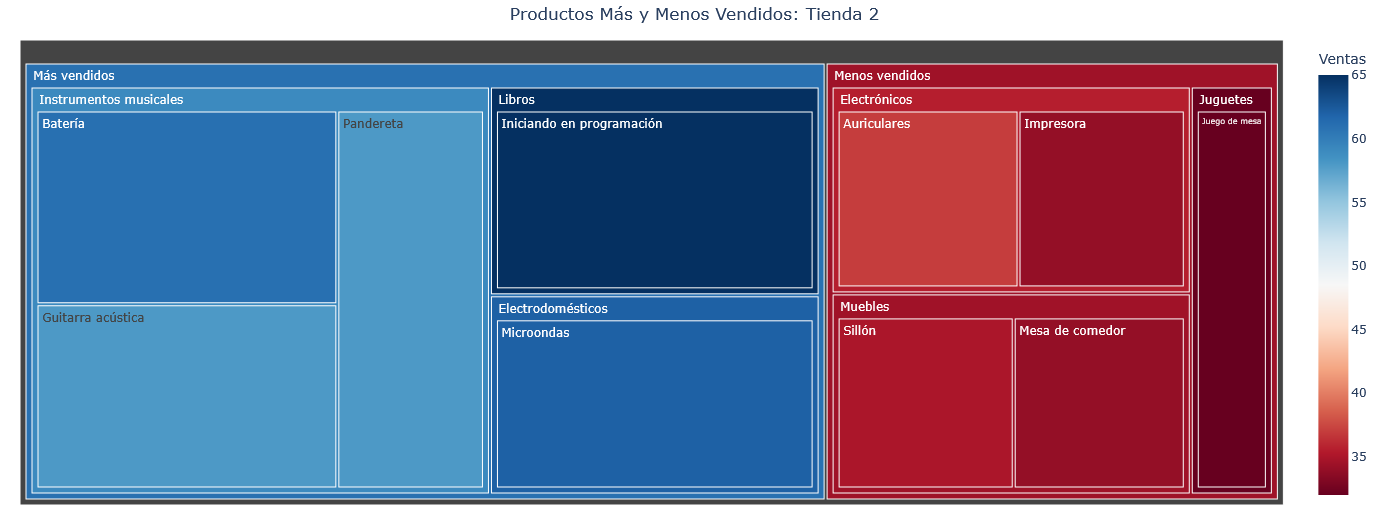 Productos Más y Menos Vendidos: Tienda 2
Más vendidos
Instrumentos musicales
Batería
Pandereta
Guitarra acústica
Libros
Iniciando en programación
Electrodomésticos
Microondas
Menos vendidos
Electrónicos
Auriculares
Impresora
Muebles
Sillón
Mesa de comedor
Juguetes
Juego de mesa
Ventas
65
60
55
50
45
40
35